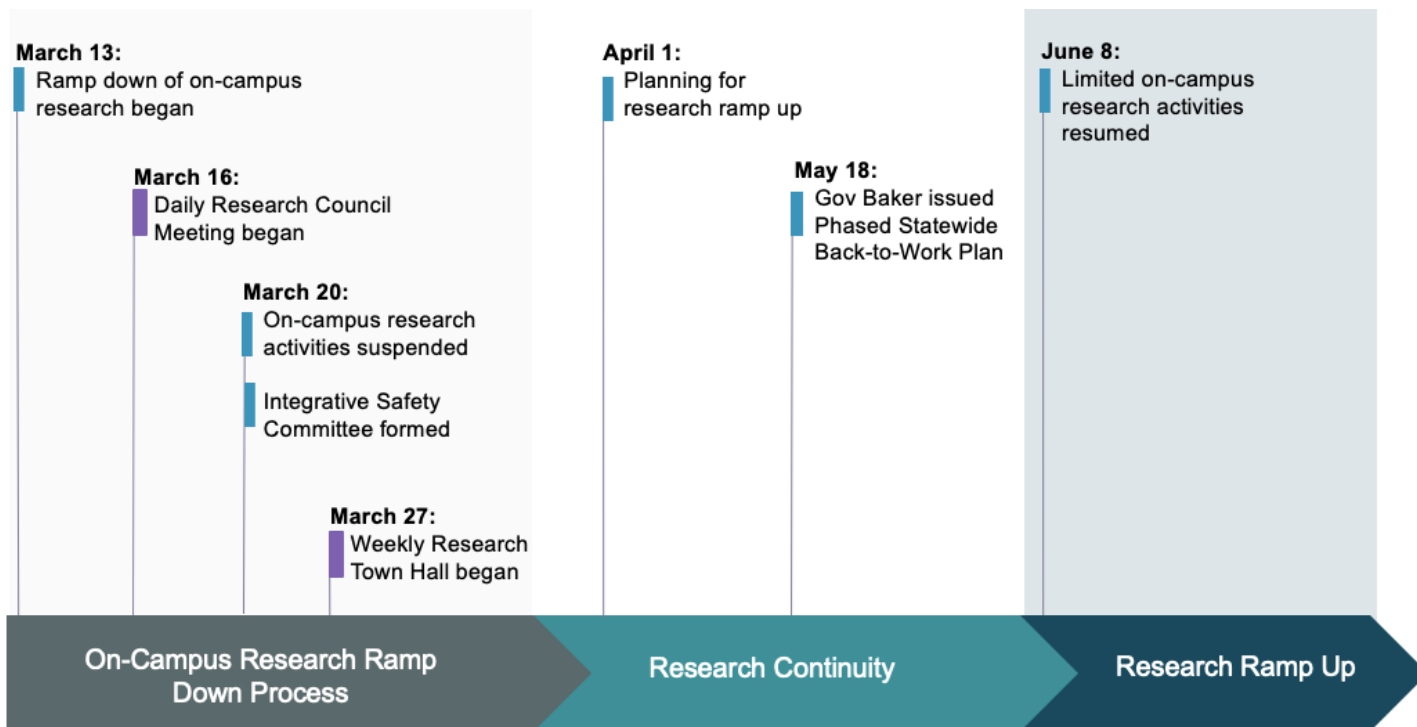 March 13:
Ramp down of on-campus
research began
March 16:
Daily Research Council
Meeting began
March 20:
On-campus research
activities suspended
Integrative Safety
Committee formed
March 27:
Weekly Research
Town Hall began
April 1:
Planning for
research ramp up
May 18:
Gov Baker issued
Phased Statewide
Back-to-Work Plan
June 8:
Limited on-campus
research activities
resumed
On-Campus Research Ramp
Down Process
Research Continuity
Research Ramp Up